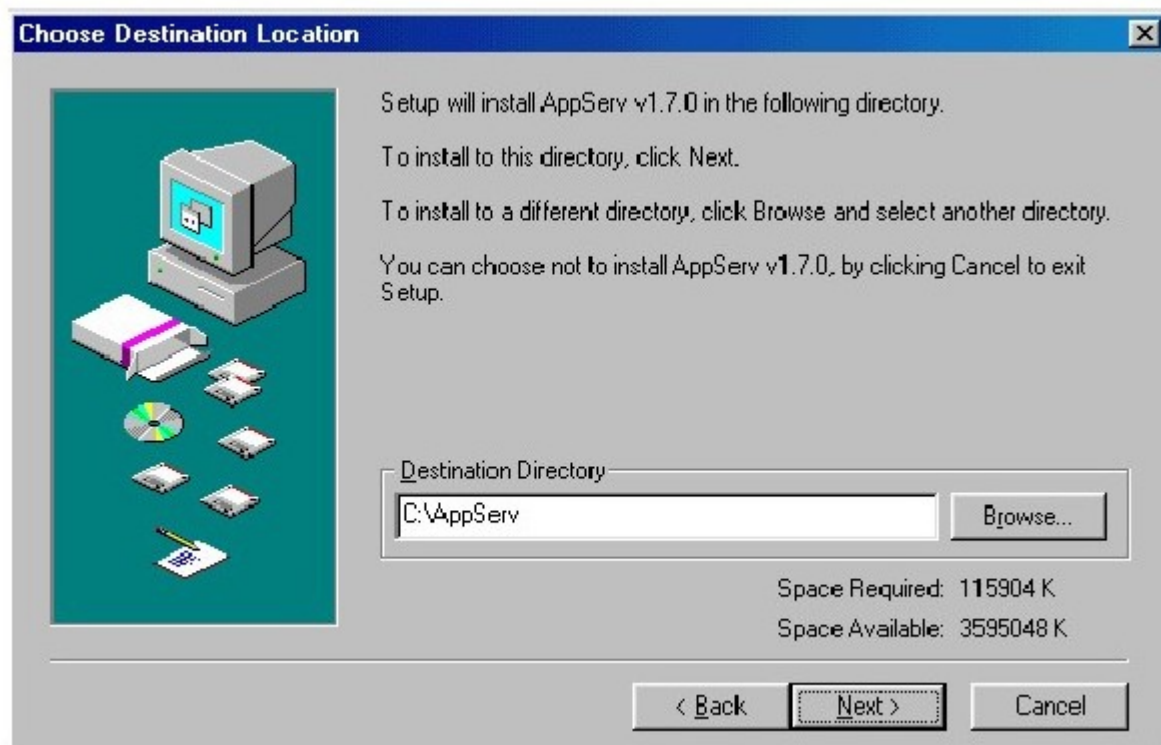 Choose Destination Location
Setup will install AppServ v1.7.0 in the following directory.
To install to this directory, click Next.
To install to a different directory, click Browse and select another directory.
You can choose not to install AppServ v1.7.0, by clicking Cancel to exit
Setup.
Destination Directory
C:\AppServ
Browse...
Space Required: 115904 K
Space Available: 3595048 K
< Back
Next >
Cancel